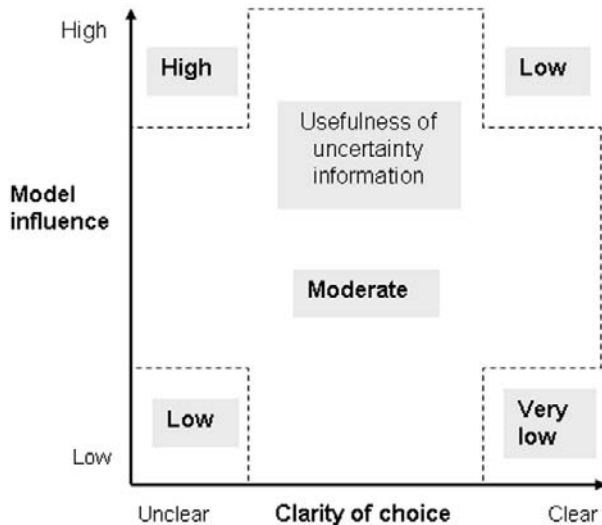 High
High
Low
Usefulness of
uncertainty
information
Model
influence
Moderate
Low
Very
low
Low
Unclear
Clarity of choice
Clear